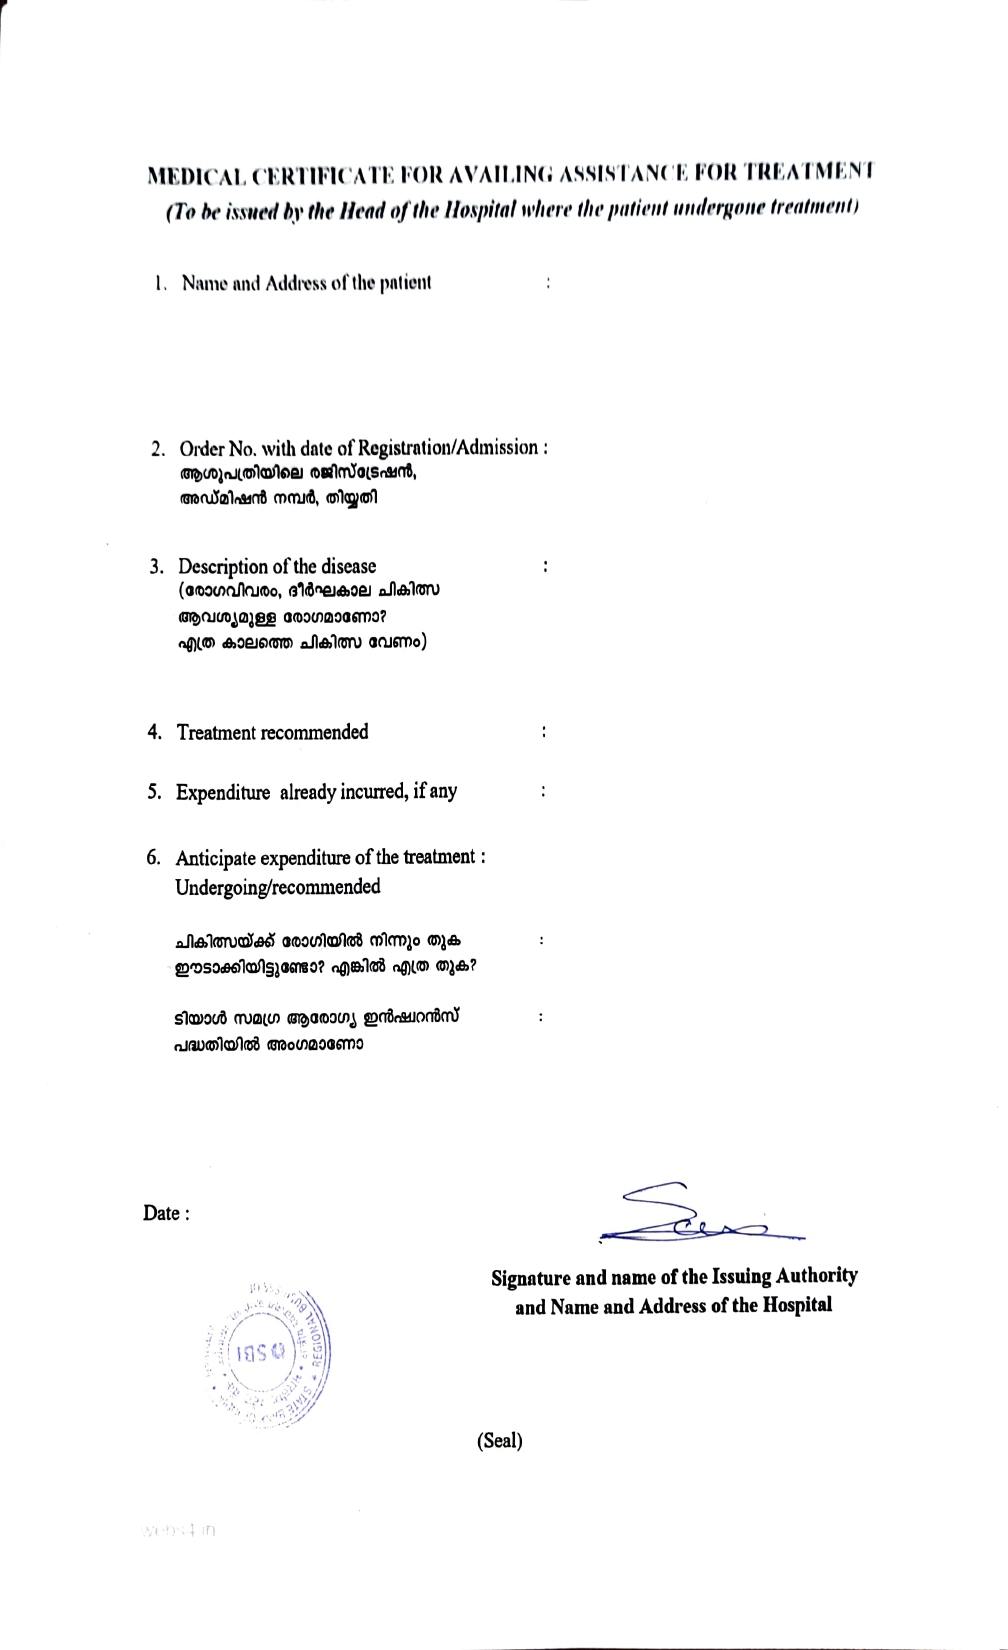 MEDICAL CERTIFICATE FOR AVAILING ASSISTANCE FOR TREATMENT
(To be issued by the Head of the Hospital where the patient undergone treatment)
1. Name and Address of the patient :
2. Order No. with date of Registration/Admission :
ആശുപത്രിയിലെ രജിസ്ട്രേഷൻ,
അഡ്മിഷൻ നമ്പർ, തിയ്യതി
3. Description of the disease :
(രോഗവിവരം, ദീർഘകാല ചികിത്സ
ആവശ്യമുള്ള രോഗമാണോ?
എത്ര കാലത്തെ ചികിത്സ വേണം)
4. Treatment recommended :
5. Expenditure already incurred, if any :
6. Anticipate expenditure of the treatment :
Undergoing/recommended
ചികിത്സയ്ക്ക് രോഗിയിൽ നിന്നും തുക :
ഈടാക്കിയിട്ടുണ്ടോ? എങ്കിൽ എത്ര തുക?
ടിയാൾ സമഗ്ര ആരോഗ്യ ഇൻഷുറൻസ് :
പദ്ധതിയിൽ അംഗമാണോ
Date :
Signature and name of the Issuing Authority
and Name and Address of the Hospital
SBI
REGIONAL
STATE
(Seal)